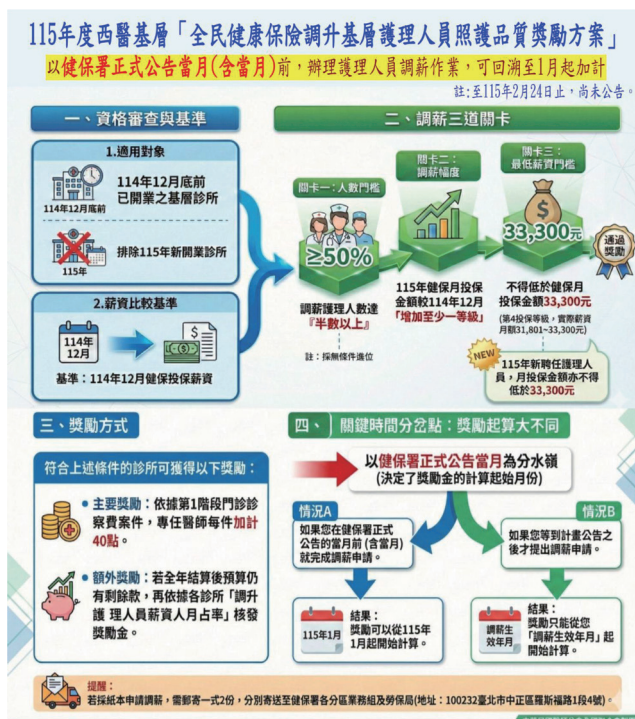 115年度西醫基層「全民健康保險調升基層護理人員照護品質獎勵方案」
以健保署正式公告當月(含當月)前，辦理護理人員調薪作業，可回溯至1月起加計
註:至115年2月24日止，尚未公告。
一、資格審查與基準
1.適用對象
114年12月底前
114年12月底前
已開業之基層診所
115年
排除115年新開業診所
2.薪資比較基準
114年
12月
基準：114年12月健保投保薪資
二、調薪三道關卡
關卡一：人數門檻
≥50%
調薪護理人數達
『半數以上』
註：採無條件進位
關卡二：
調薪幅度
115年健保月投保
金額較114年12月
「增加至少一等級」
關卡三：
最低薪資門檻
33,300元
不得低於健保月
投保金額33,300元
(第4投保等級，實際薪資
月額31,801~33,300元)
NEW
115年新聘任護理人
員，月投保金額亦不得
低於33,300元
通過
獎勵
三、獎勵方式
符合上述條件的診所可獲得以下獎勵：
主要獎勵：依據第1階段門診診
察費案件，專任醫師每件加計
40點。
額外獎勵：若全年結算後預算仍
有剩餘款，再依據各診所「調升
護 理人員薪資人月占率」核發
獎勵金。
四、 關鍵時間分岔點：獎勵起算大不同
以健保署正式公告當月為分水嶺
(決定了獎勵金的計算起始月份)
情況A
如果您在健保署正式
公告的當月前 (含當月)
就完成調薪申請。
115年1月
結果：
獎勵可以從115年
1月起開始計算。
情況B
如果您等到計畫公告之
後才提出調薪申請。
調薪生
效年月
結果：
獎勵只能從您
「調薪生效年月」起
開始計算。
提醒：
若採紙本申請調薪，需郵寄一式2份，分別寄送至健保署各分區業務組及勞保局(地址：100232臺北市中正區羅斯福路1段4號)。